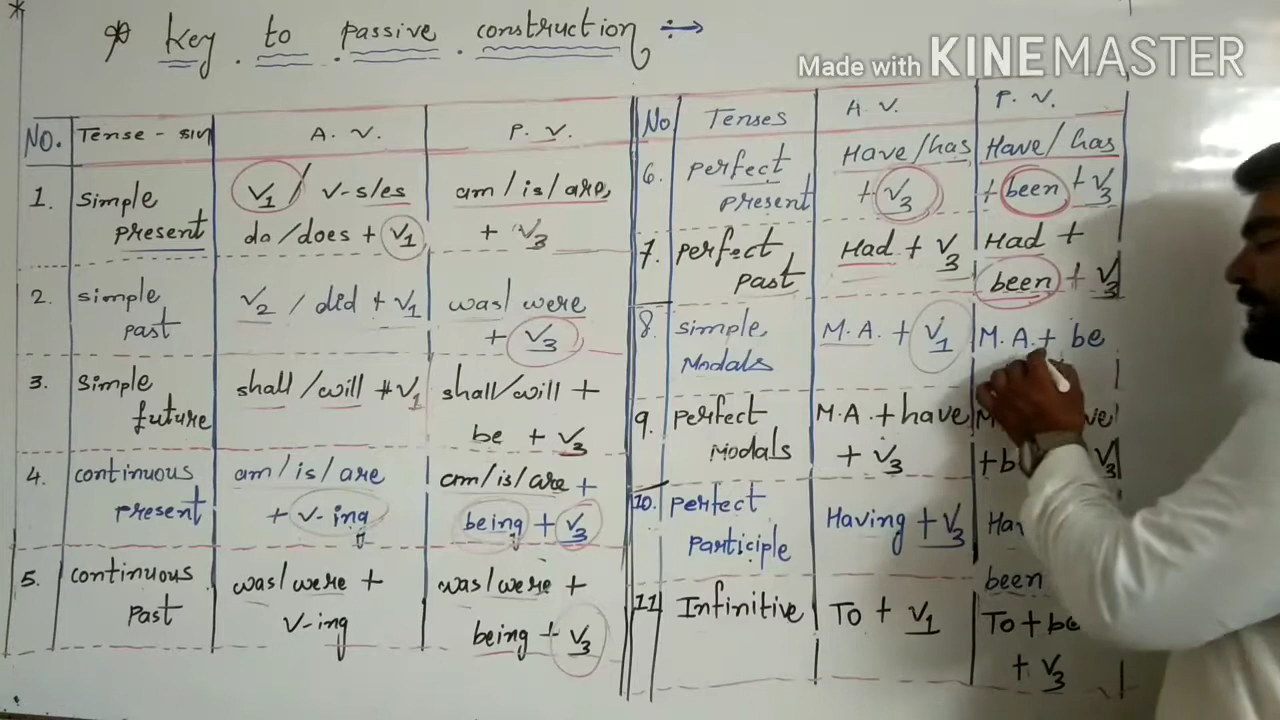 * Key to passive construction
Made with KINEMASTER
No. Tense - sin A. V. P. V.
1. simple present V1 / V-s/es am / is / are,
do /does + V1 + V3
2. simple past V2 / did + V1 was / were
+ V3
3. simple future shall /will + V1 shall/will +
be + V3
4. continuous present am / is / are am/is/are +
+ V-ing being + V3
5. continuous past was/were + was/were +
V-ing being + V3
No Tenses A V. P. V.
6. perfect present Have/has Have/has
+ V3 + been + V3
7. perfect past Had + V3 Had +
been + V3
8. simple Modals M.A. + V1 M.A. + be
9. perfect Modals M.A. + have
+ V3 V3
10. perfect participle Having + V3
been
11 Infinitive To + V1 To + be
+ V3